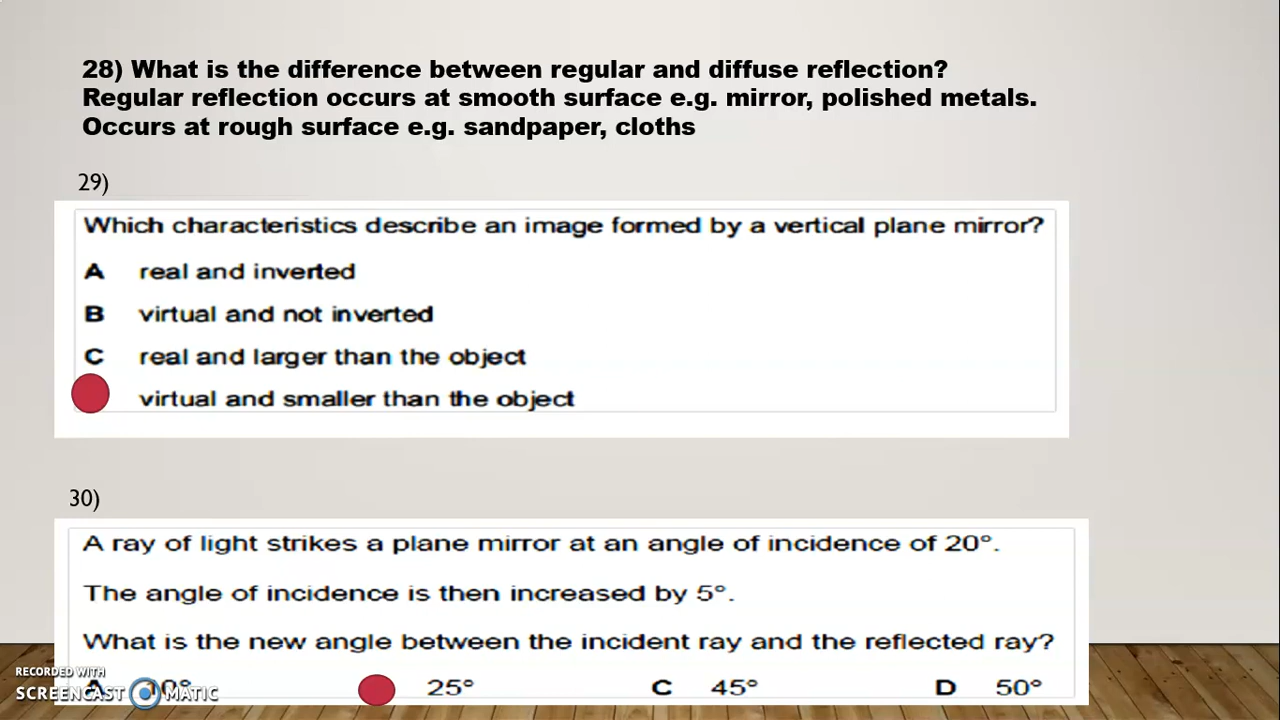 28) What is the difference between regular and diffuse reflection?
Regular reflection occurs at smooth surface e.g. mirror, polished metals.
Occurs at rough surface e.g. sandpaper, cloths
29)
Which characteristics describe an image formed by a vertical plane mirror?
A real and inverted
B virtual and not inverted
C real and larger than the object
virtual and smaller than the object
30)
A ray of light strikes a plane mirror at an angle of incidence of 20°.
The angle of incidence is then increased by 5°.
What is the new angle between the incident ray and the reflected ray?
A 25° C 45° D 50°
RECORDED WITH
SCREENCAST MATIC